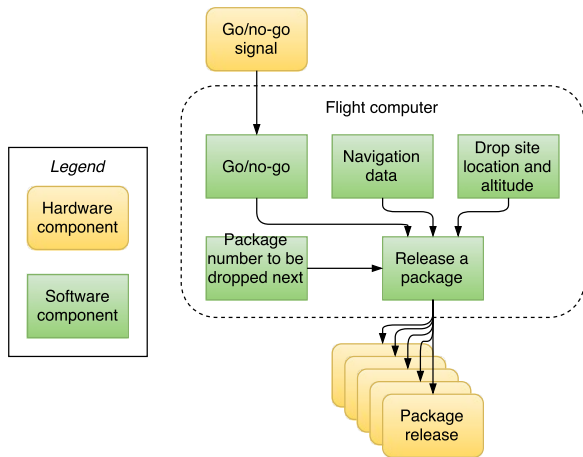 Go/no-go
signal
Flight computer
Go/no-go
Navigation
data
Drop site
location and
altitude
Legend
Hardware
component
Software
component
Package
number to be
dropped next
Release a
package
Package
release